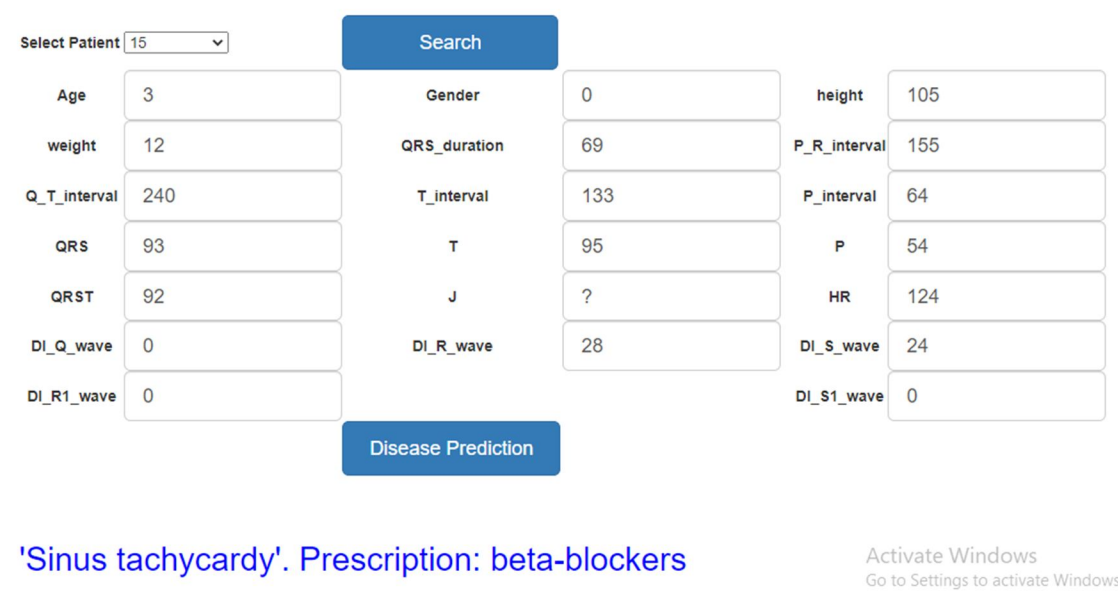 Select Patient 15 Search
Age 3 Gender 0 height 105
weight 12 QRS_duration 69 P_R_interval 155
Q_T_interval 240 T_interval 133 P_interval 64
QRS 93 T 95 P 54
QRST 92 J ? HR 124
DI_Q_wave 0 DI_R_wave 28 DI_S_wave 24
DI_R1_wave 0 DI_S1_wave 0
Disease Prediction
'Sinus tachycardy'. Prescription: beta-blockers
Activate Windows
Go to Settings to activate Windows